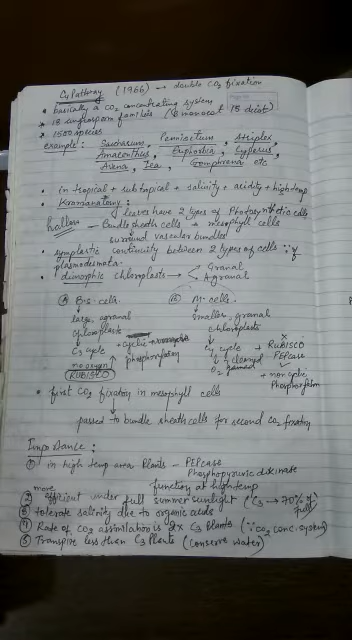 C4 Pathway (1966) → double CO2 fixation
• basically a CO2 concentrating system
* 18 angiosperm families (3 monocot 15 dicot)
* 1500 species
example: Saccharum, Pennicitum, Atriplex
Amaranthus, Euphorbia, Cyperus,
Avena, Zea, Gomphrena etc
• in tropical + subtropical + salinity + acidity + high temp
• Kranz anatomy:
leaves have 2 types of Photosynthetic cells
- Bundle sheath cells + mesophyll cells
surround vascular bundles
• symplastic continuity between 2 types of cells ∵ of
plasmodesmata.
• dimorphic chloroplasts → Granal
Agranal
Ⓐ B.S. cells. Ⓑ M-cells.
large, agranal smaller, granal
chloroplasts chloroplasts
C3 cycle + cyclic C4 cycle + RUBISCO
phosphorylation PEPcase
no oxygen O2 + non cyclic
RUBISCO Phosphorylation
• first CO2 fixation in mesophyll cells
passed to bundle sheath cells for second CO2 fixation
Importance:
① in high temp area Plants - PEPcase
Phosphopyruvic
function at high temp
② more efficient under full summer sunlight (C3 → 70% of full)
③ tolerate salinity due to organic acids
④ Rate of CO2 assimilation is 2x C3 Plants (∵ CO2 conc. system)
⑤ Transpire less than C3 Plants (conserve water)